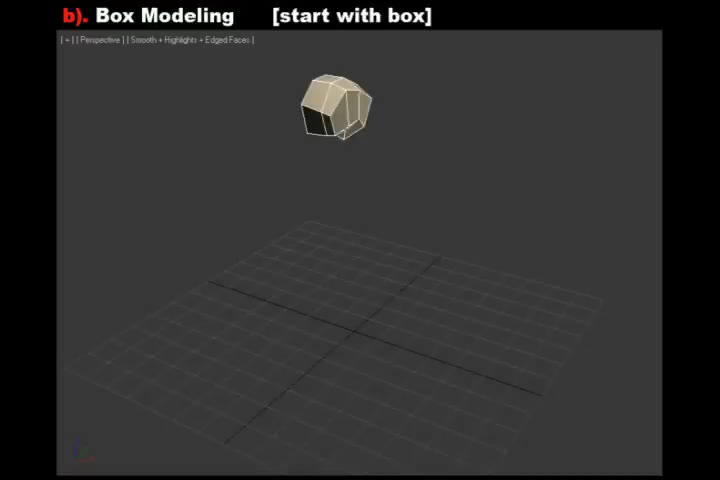 b). Box Modeling [start with box]
[ + ] [ Perspective ] [ Smooth + Highlights + Edged Faces ]